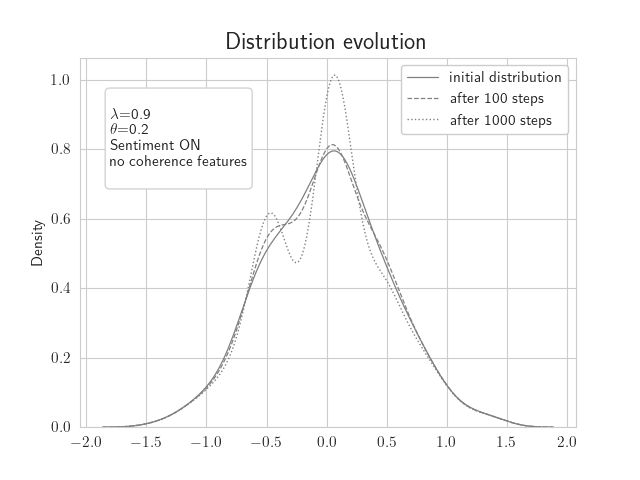 Distribution evolution
initial distribution
after 100 steps
after 1000 steps
λ=0.9
θ=0.2
Sentiment ON
no coherence features
Density
1.0
0.8
0.6
0.4
0.2
0.0
−2.0 −1.5 −1.0 −0.5 0.0 0.5 1.0 1.5 2.0